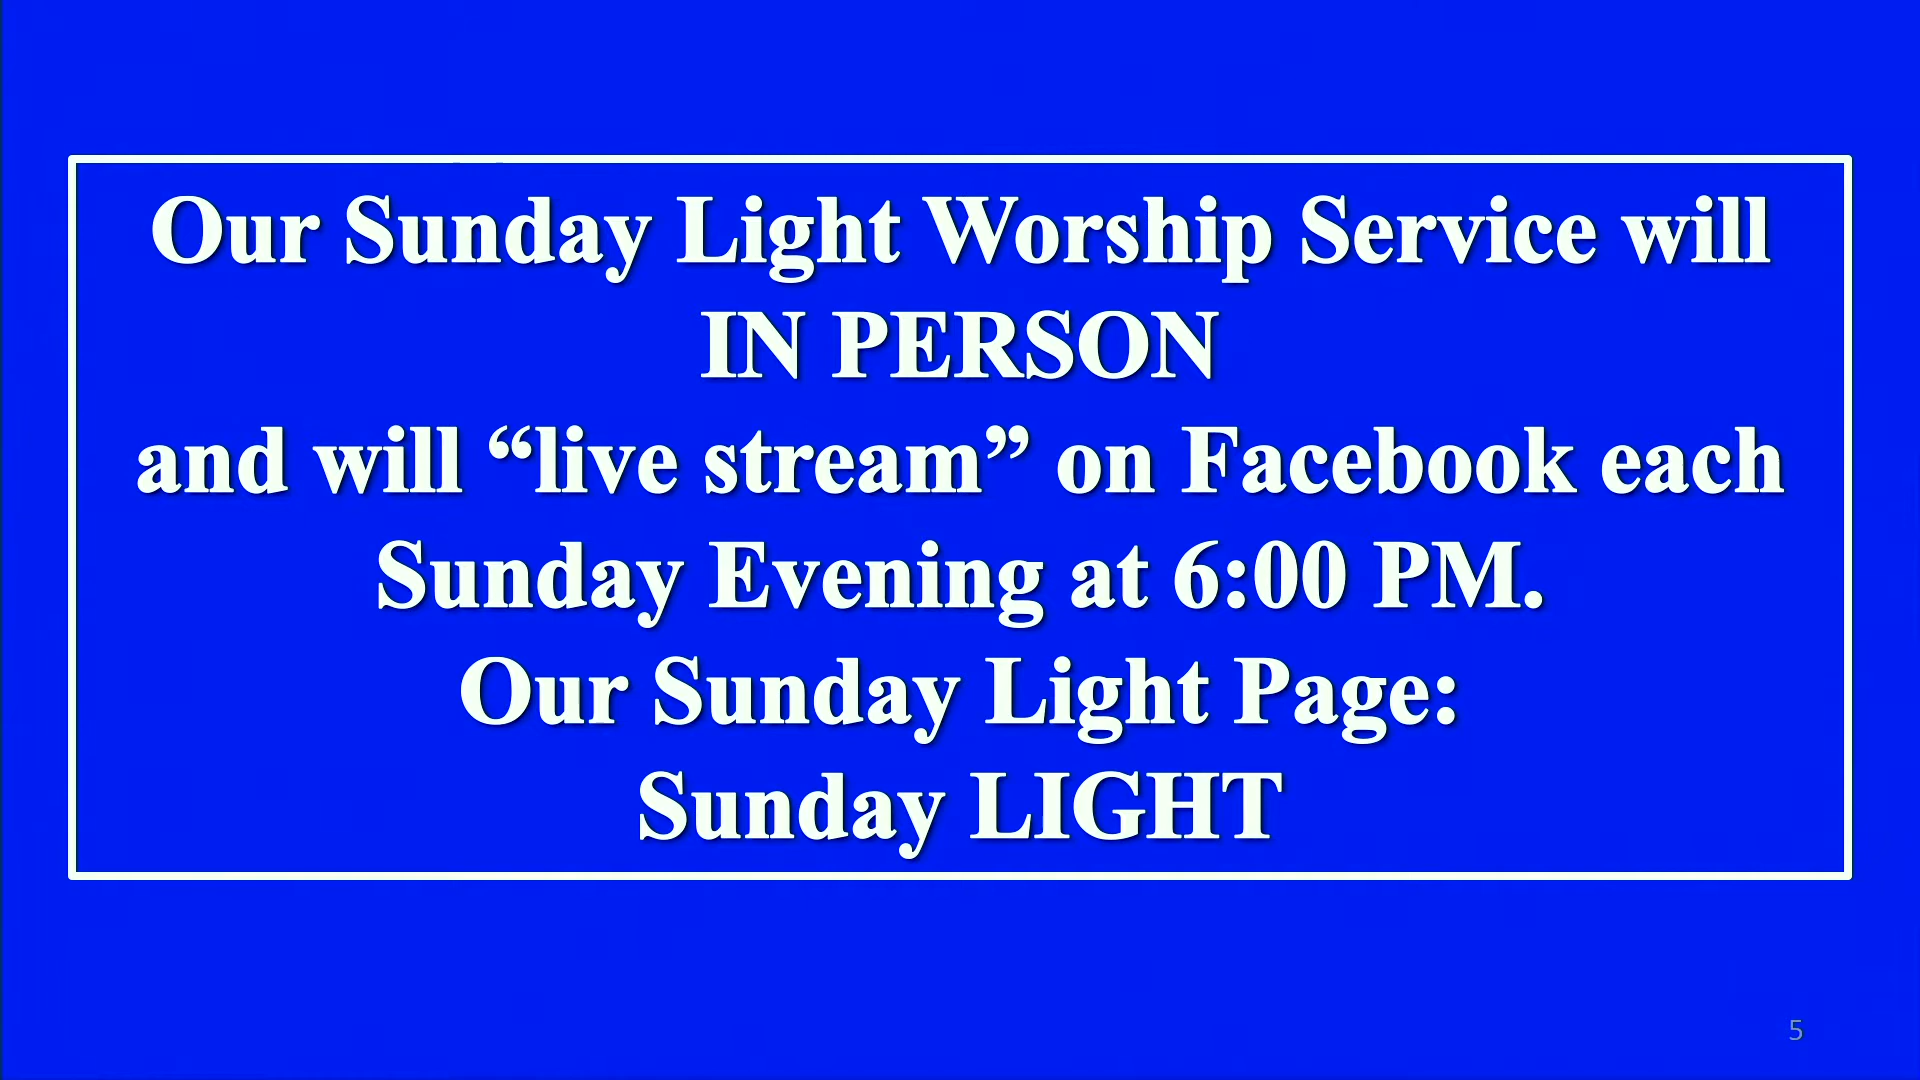 Our Sunday Light Worship Service will
IN PERSON
and will “live stream” on Facebook each
Sunday Evening at 6:00 PM.
Our Sunday Light Page:
Sunday LIGHT
5